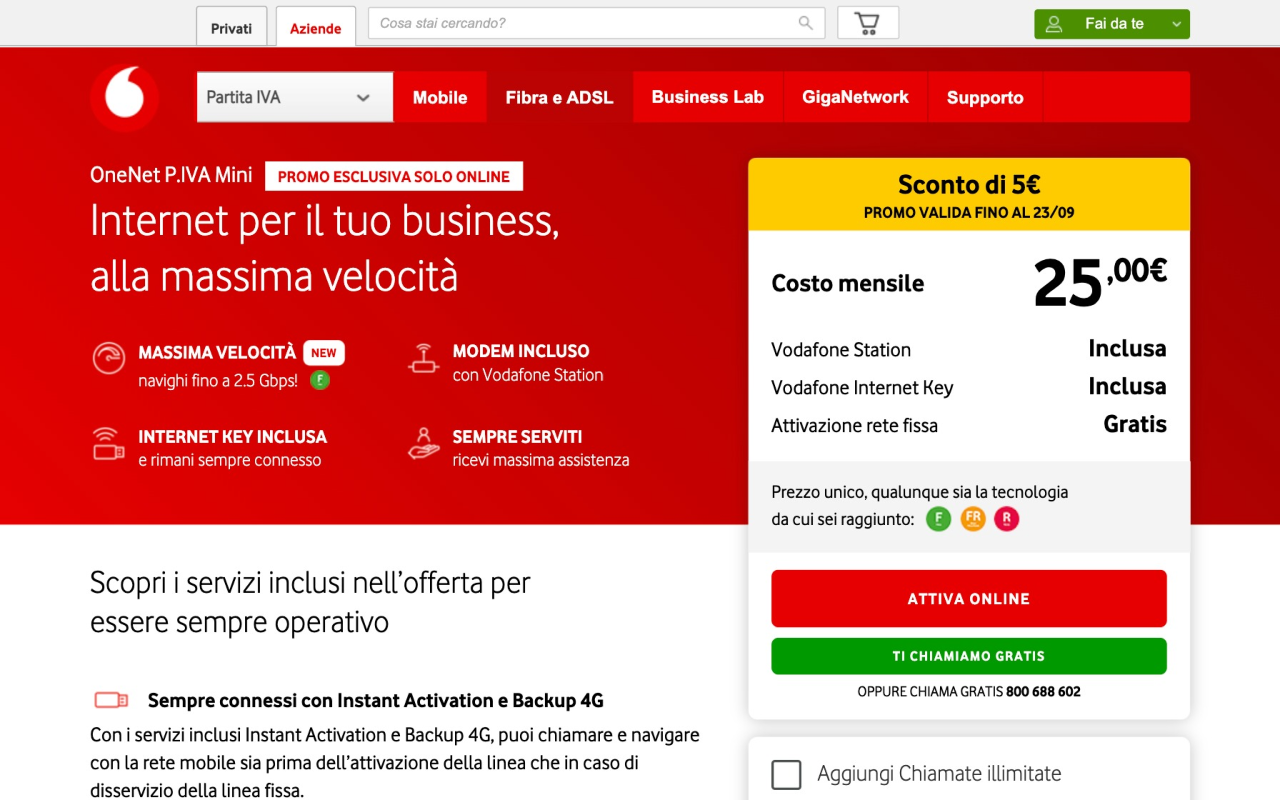 Privati
Aziende
Cosa stai cercando?
Fai da te
Partita IVA
Mobile
Fibra e ADSL
Business Lab
GigaNetwork
Supporto
OneNet P.IVA Mini
PROMO ESCLUSIVA SOLO ONLINE
Internet per il tuo business,
alla massima velocità
MASSIMA VELOCITÀ NEW
navighi fino a 2.5 Gbps! F
MODEM INCLUSO
con Vodafone Station
INTERNET KEY INCLUSA
e rimani sempre connesso
SEMPRE SERVITI
ricevi massima assistenza
Sconto di 5€
PROMO VALIDA FINO AL 23/09
Costo mensile 25,00€
Vodafone Station Inclusa
Vodafone Internet Key Inclusa
Attivazione rete fissa Gratis
Prezzo unico, qualunque sia la tecnologia
da cui sei raggiunto: F FR R
ATTIVA ONLINE
TI CHIAMIAMO GRATIS
OPPURE CHIAMA GRATIS 800 688 602
Aggiungi Chiamate illimitate
Scopri i servizi inclusi nell’offerta per
essere sempre operativo
Sempre connessi con Instant Activation e Backup 4G
Con i servizi inclusi Instant Activation e Backup 4G, puoi chiamare e navigare
con la rete mobile sia prima dell’attivazione della linea che in caso di
disservizio della linea fissa.